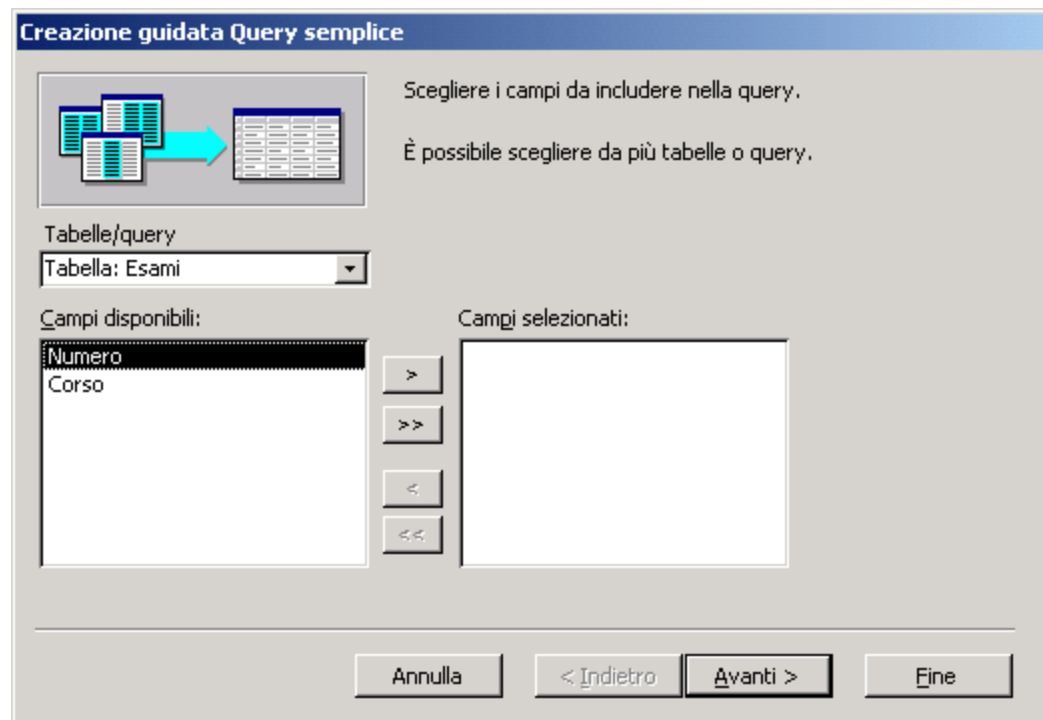 Creazione guidata Query semplice
Scegliere i campi da includere nella query.
È possibile scegliere da più tabelle o query.
Tabelle/query
Tabella: Esami
Campi disponibili:
Campi selezionati:
Numero
Corso
>
>>
<
<<
Annulla
< Indietro
Avanti >
Fine